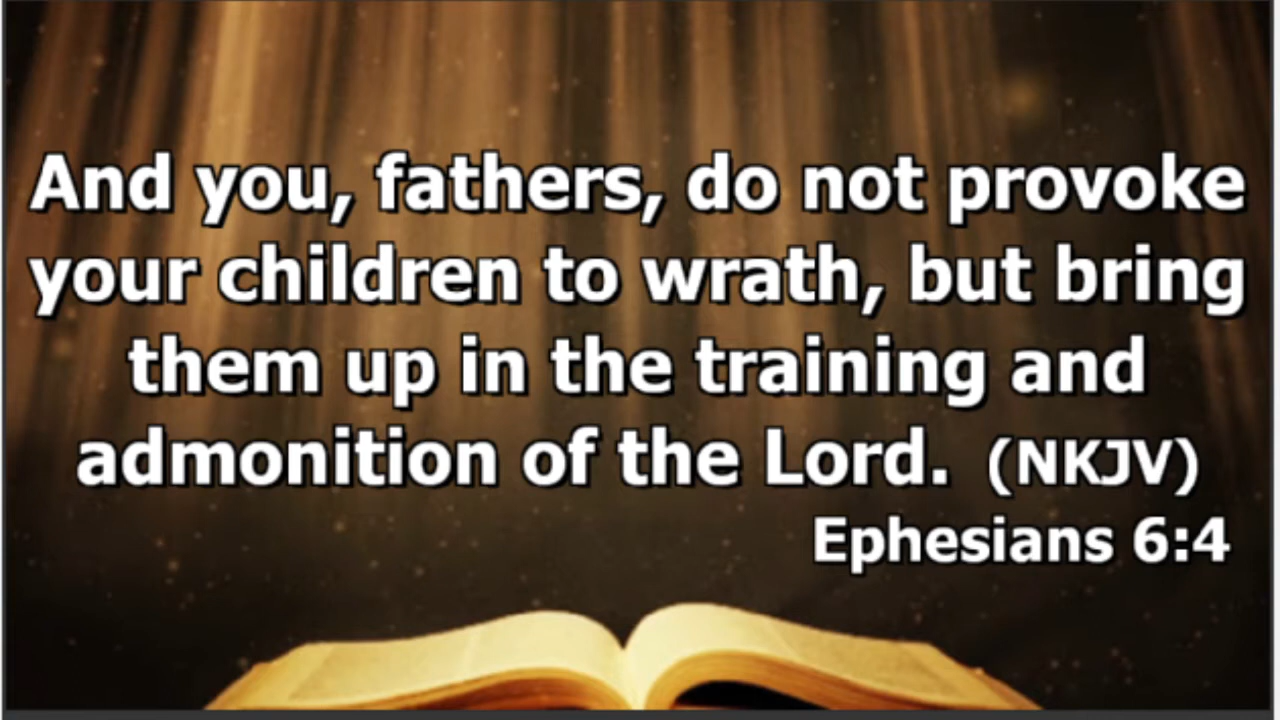 And you, fathers, do not provoke
your children to wrath, but bring
them up in the training and
admonition of the Lord. (NKJV)
Ephesians 6:4